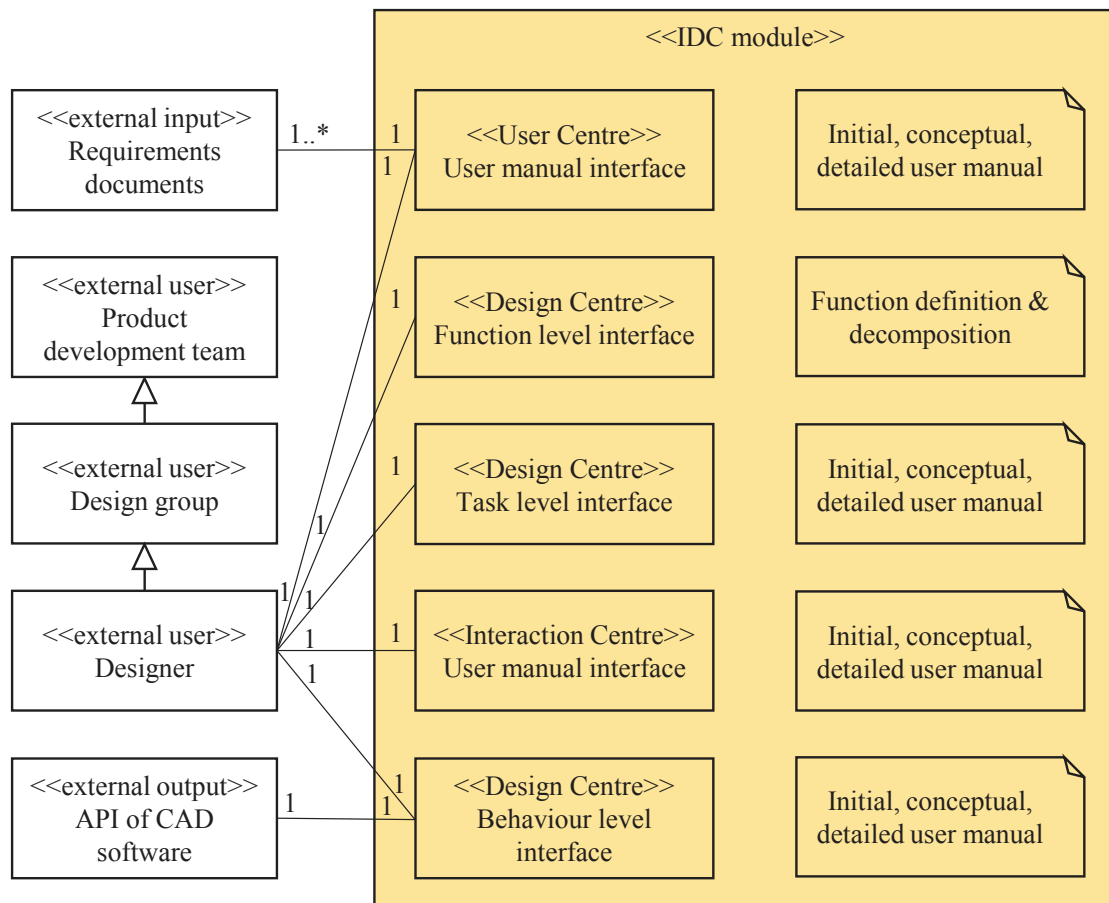 <<IDC module>>
<<external input>>
Requirements
documents
1..*
1
1
<<User Centre>>
User manual interface
Initial, conceptual,
detailed user manual
<<external user>>
Product
development team
1
<<Design Centre>>
Function level interface
Function definition &
decomposition
<<external user>>
Design group
1
<<Design Centre>>
Task level interface
Initial, conceptual,
detailed user manual
1
1
1
<<external user>>
Designer
1
1
<<Interaction Centre>>
User manual interface
Initial, conceptual,
detailed user manual
1
<<external output>>
API of CAD
software
1
1
1
<<Design Centre>>
Behaviour level
interface
Initial, conceptual,
detailed user manual